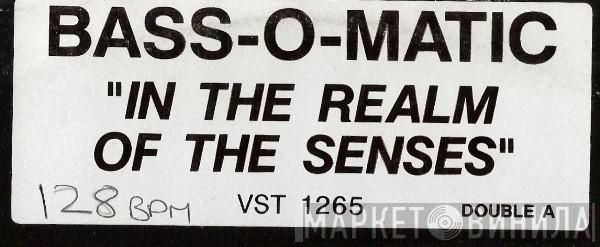 BASS-O-MATIC
"IN THE REALM
OF THE SENSES"
128 BPM VST 1265 DOUBLE A
МАРКЕТ ВИНИЛА